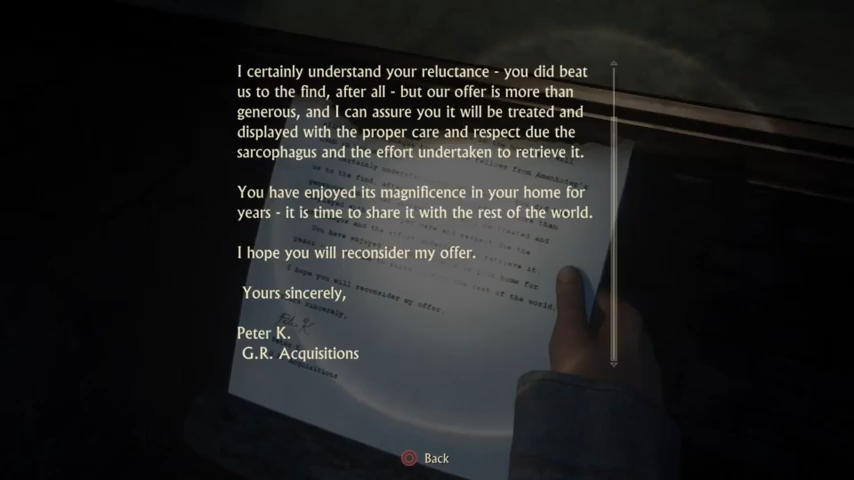 I certainly understand your reluctance - you did beat
us to the find, after all - but our offer is more than
generous, and I can assure you it will be treated and
displayed with the proper care and respect due the
sarcophagus and the effort undertaken to retrieve it.
You have enjoyed its magnificence in your home for
years - it is time to share it with the rest of the world.
I hope you will reconsider my offer.
Yours sincerely,
Peter K.
G.R. Acquisitions
Back